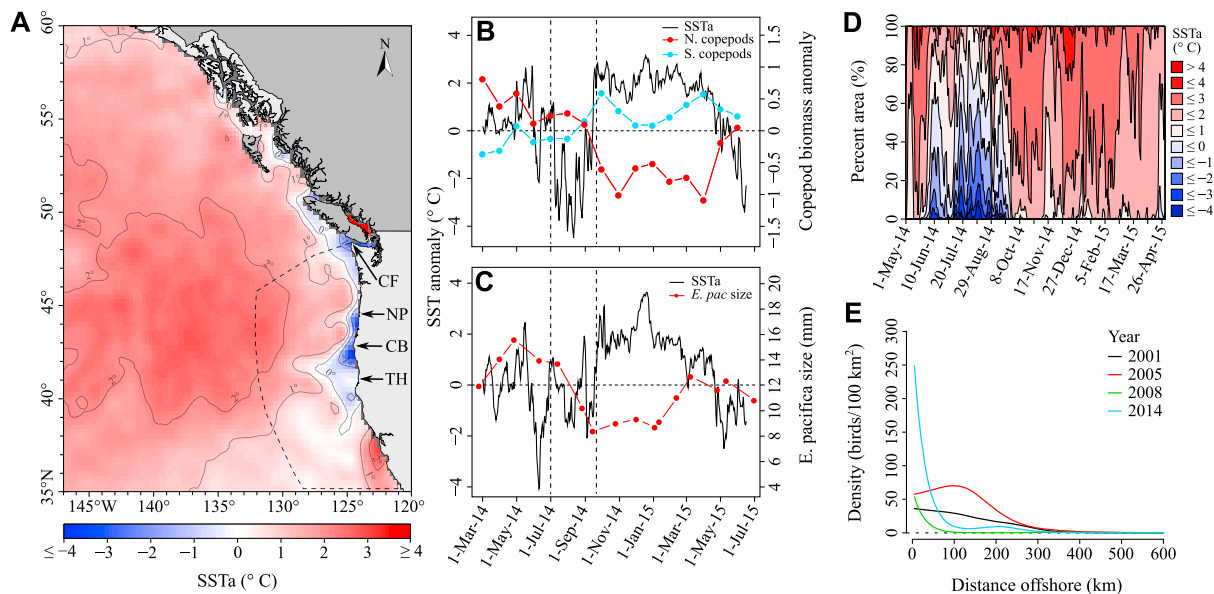 A
60°
55°
50°
45°
40°
35°N
145°W
140°
135°
130°
125°
120°
N
CF
NP
CB
TH
≤ −4
−3
−2
−1
0
1
2
3
≥ 4
SSTa (° C)
B
SSTa
N. copepods
S. copepods
4
2
0
−2
−4
1.5
1
0.5
0
−0.5
−1
−1.5
Copepod biomass anomaly
SST anomaly (° C)
C
SSTa
E. pac size
4
2
0
−2
−4
20
18
16
14
12
10
8
6
4
E. pacifica size (mm)
1-Mar-14
1-May-14
1-Jul-14
1-Sep-14
1-Nov-14
1-Jan-15
1-Mar-15
1-May-15
1-Jul-15
D
Percent area (%)
100
80
60
40
20
0
1-May-14
10-Jun-14
20-Jul-14
29-Aug-14
8-Oct-14
17-Nov-14
27-Dec-14
5-Feb-15
17-Mar-15
26-Apr-15
SSTa
(° C)
> 4
≤ 4
≤ 3
≤ 2
≤ 1
≤ 0
≤ −1
≤ −2
≤ −3
≤ −4
E
Density (birds/100 km²)
300
250
200
150
100
50
0
Year
2001
2005
2008
2014
0
100
200
300
400
500
600
Distance offshore (km)